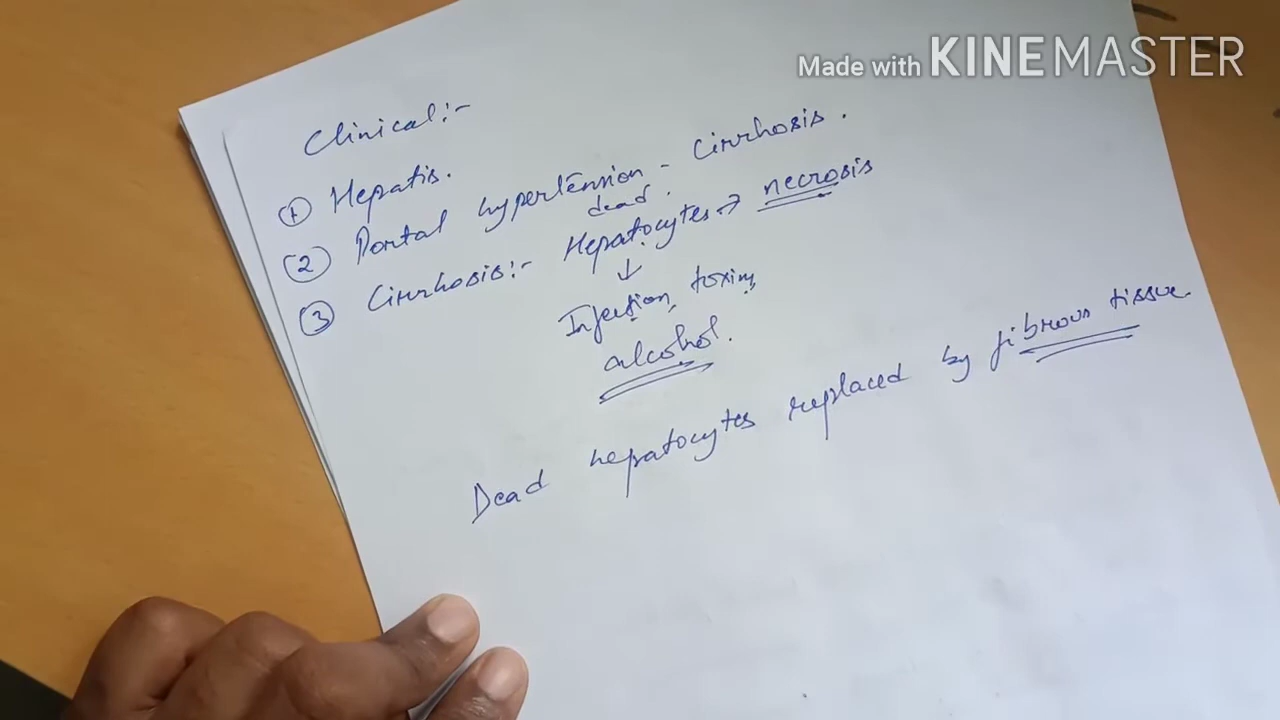 Made with KINEMASTER
Clinical:-
① Hepatis.
② Portal hypertension - Cirrhosis.
dead.
③ Cirrhosis:- Hepatocytes → necrosis
↓
Infection, toxins,
alcohol.
Dead hepatocytes replaced by fibrous tissue.